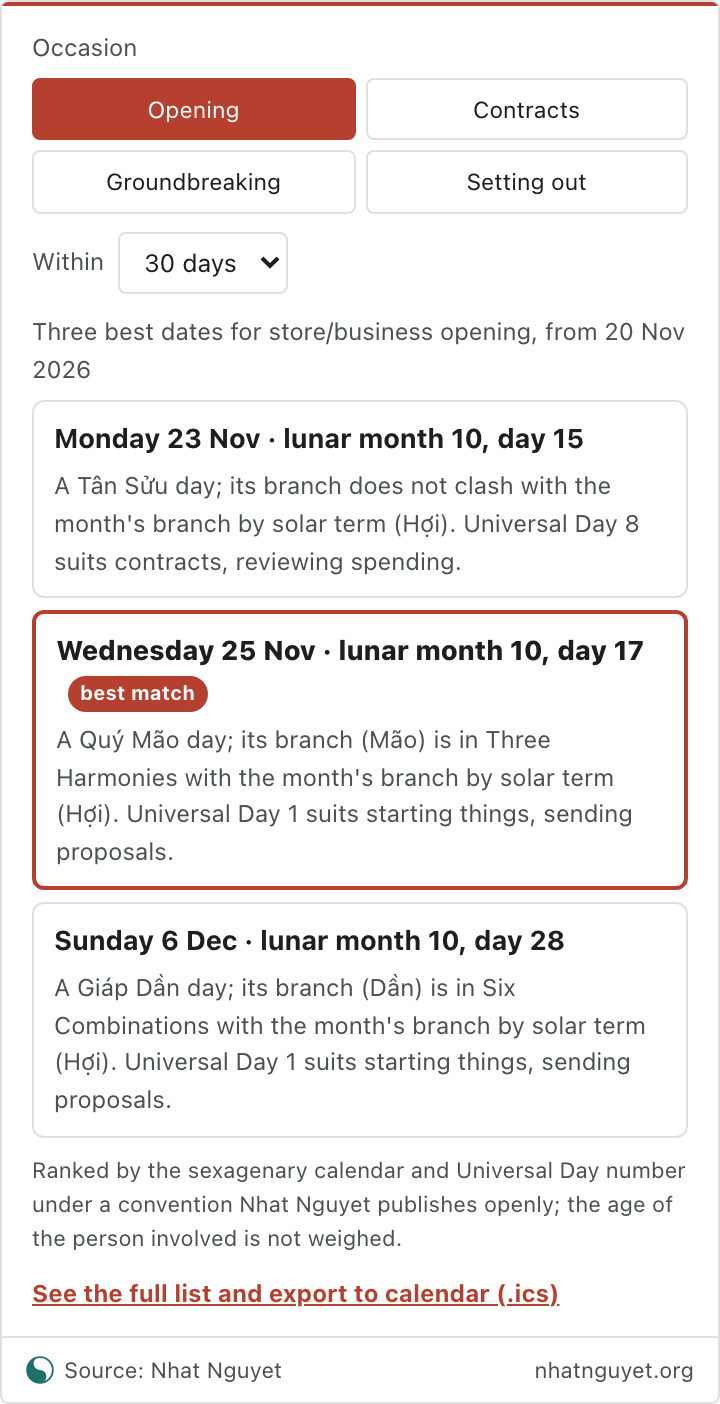 Occasion
Opening
Contracts
Groundbreaking
Setting out
Within
30 days
Three best dates for store/business opening, from 20 Nov
2026
Monday 23 Nov · lunar month 10, day 15
A Tân Sửu day; its branch does not clash with the
month's branch by solar term (Hợi). Universal Day 8
suits contracts, reviewing spending.
Wednesday 25 Nov · lunar month 10, day 17
best match
A Quý Mão day; its branch (Mão) is in Three
Harmonies with the month's branch by solar term
(Hợi). Universal Day 1 suits starting things, sending
proposals.
Sunday 6 Dec · lunar month 10, day 28
A Giáp Dần day; its branch (Dần) is in Six
Combinations with the month's branch by solar term
(Hợi). Universal Day 1 suits starting things, sending
proposals.
Ranked by the sexagenary calendar and Universal Day number
under a convention Nhat Nguyet publishes openly; the age of
the person involved is not weighed.
See the full list and export to calendar (.ics)
Source: Nhat Nguyet
nhatnguyet.org